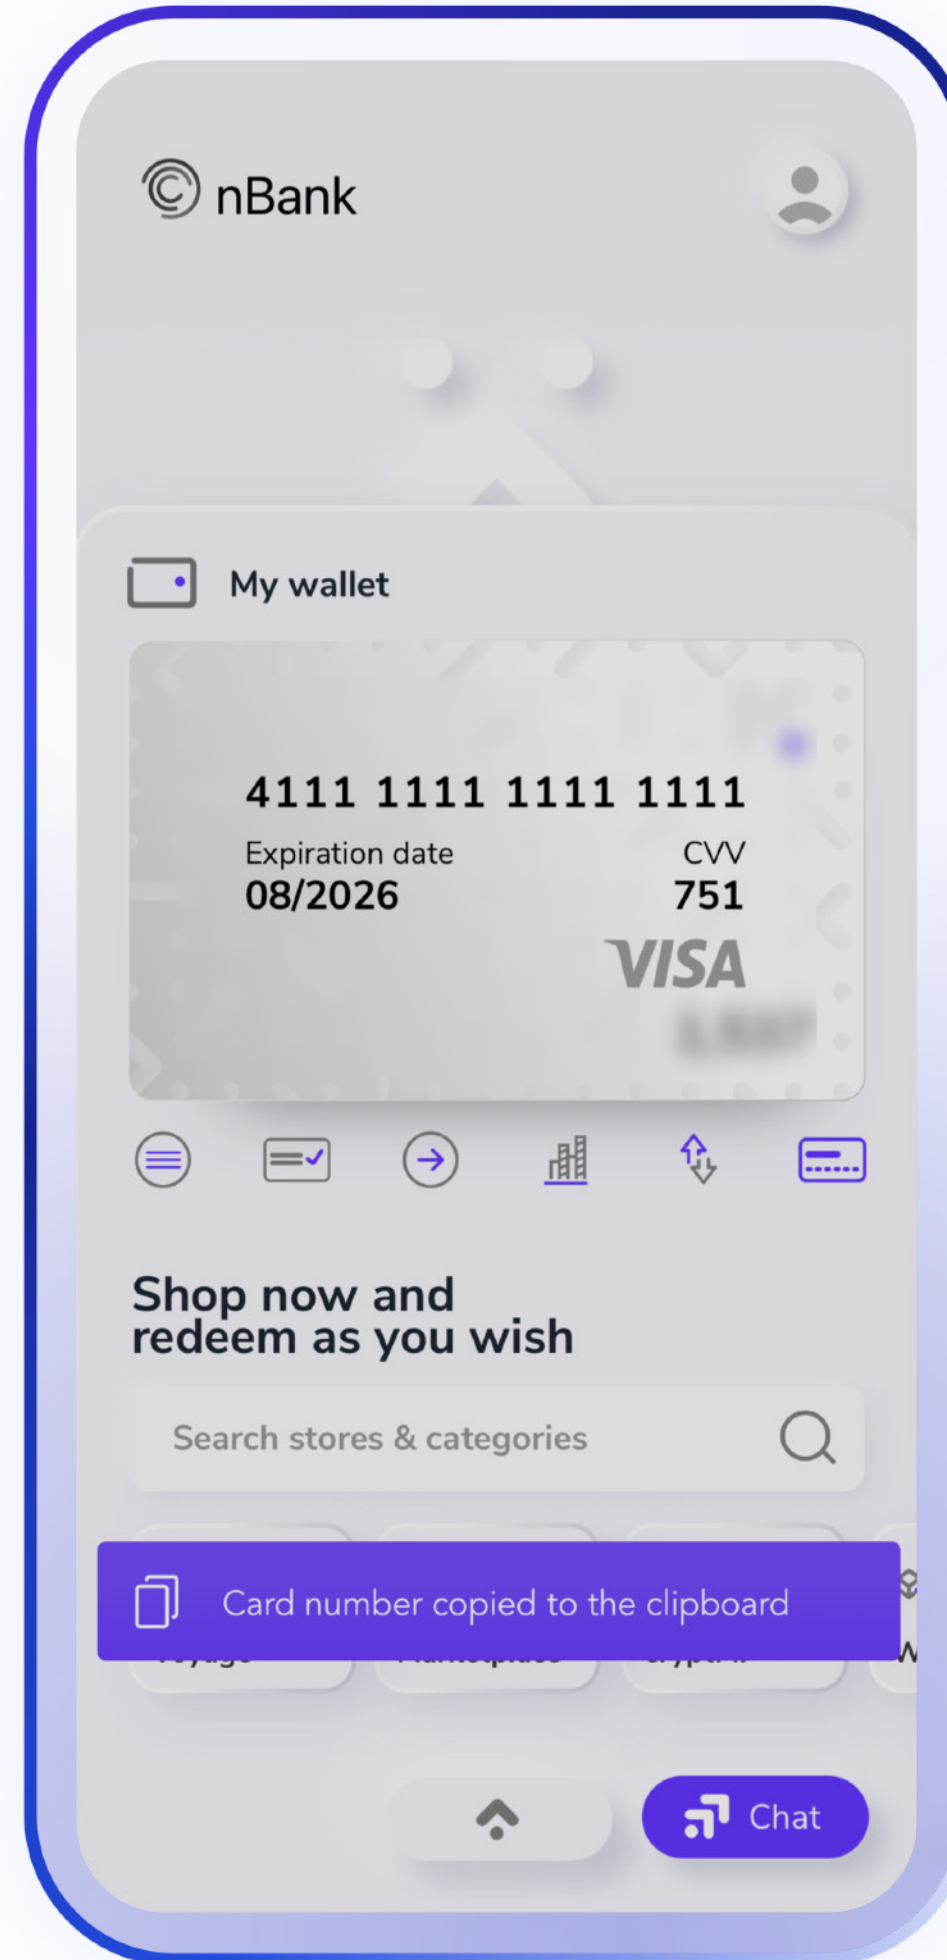 nBank
My wallet
4111 1111 1111 1111
Expiration date CVV
08/2026 751
VISA
Shop now and
redeem as you wish
Search stores & categories
Card number copied to the clipboard
Chat